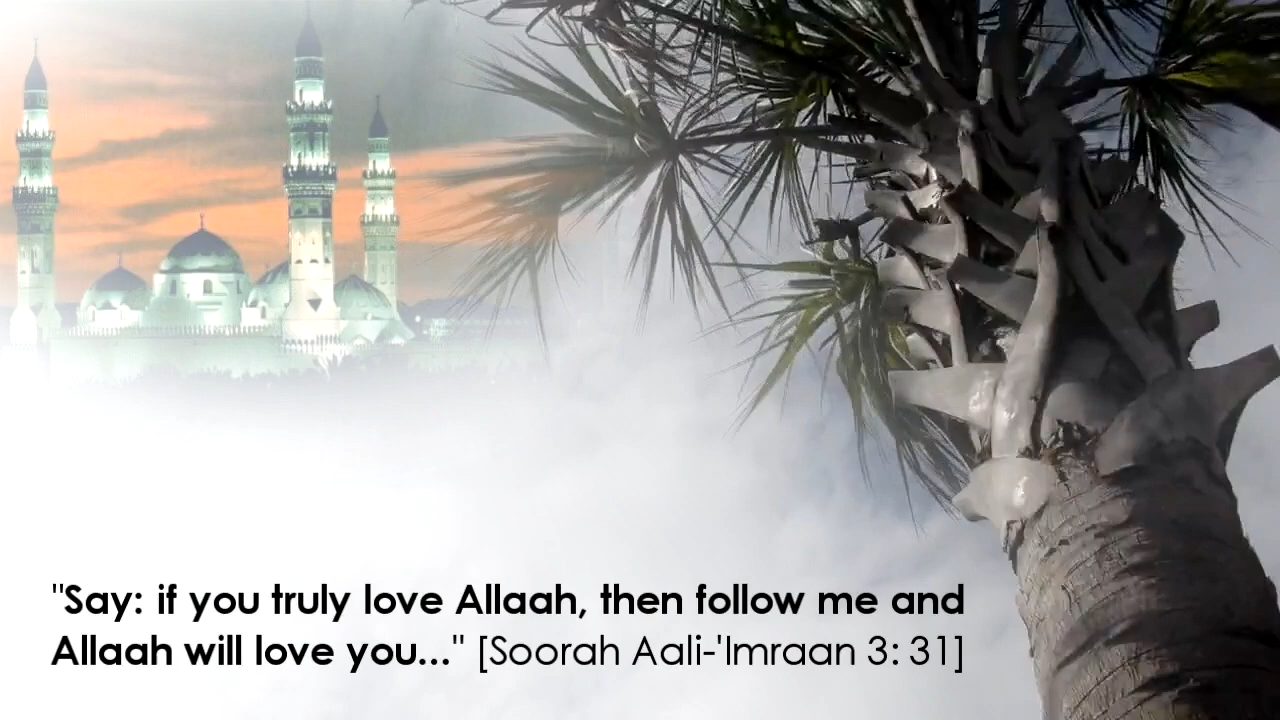 "Say: if you truly love Allaah, then follow me and
Allaah will love you..." [Soorah Aali-'Imraan 3: 31]